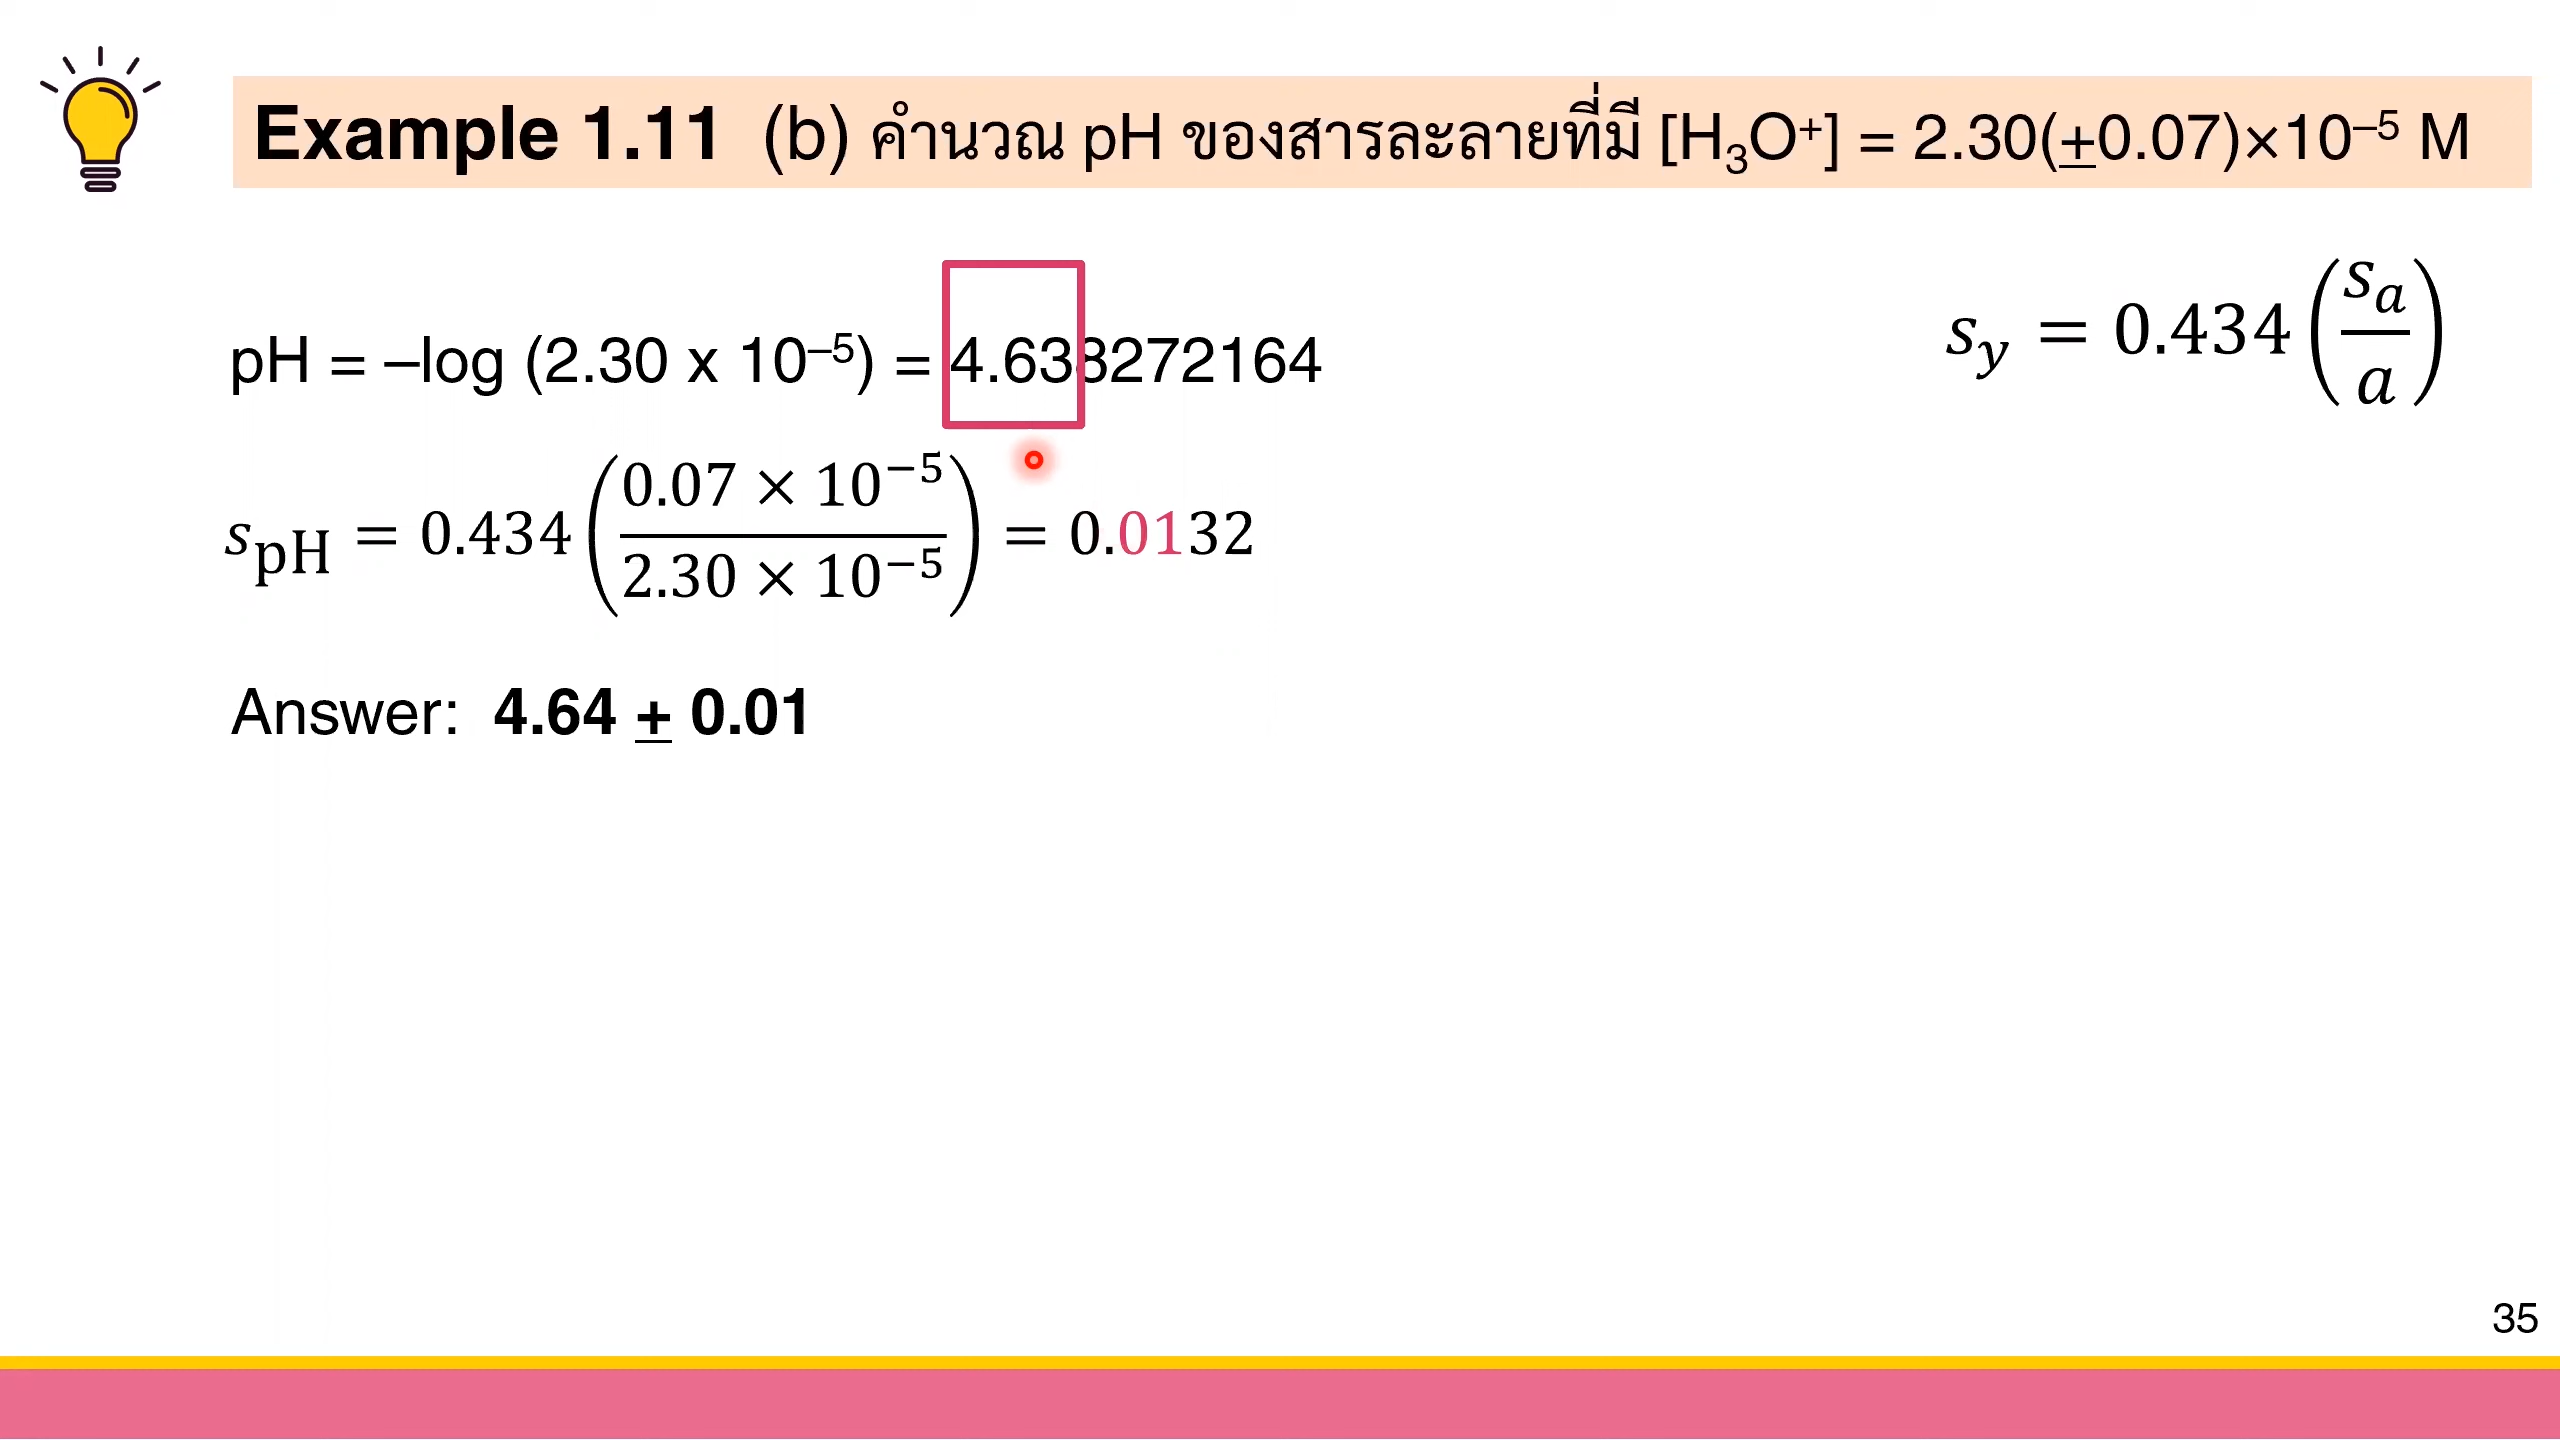 Example 1.11 (b) คำนวณ pH ของสารละลายที่มี [H₃O⁺] = 2.30(±0.07)×10⁻⁵ M
pH = –log (2.30 x 10⁻⁵) = 4.638272164
s_y = 0.434 (s_a / a)
s_pH = 0.434 (0.07 × 10⁻⁵ / 2.30 × 10⁻⁵) = 0.0132
Answer: 4.64 ± 0.01
35